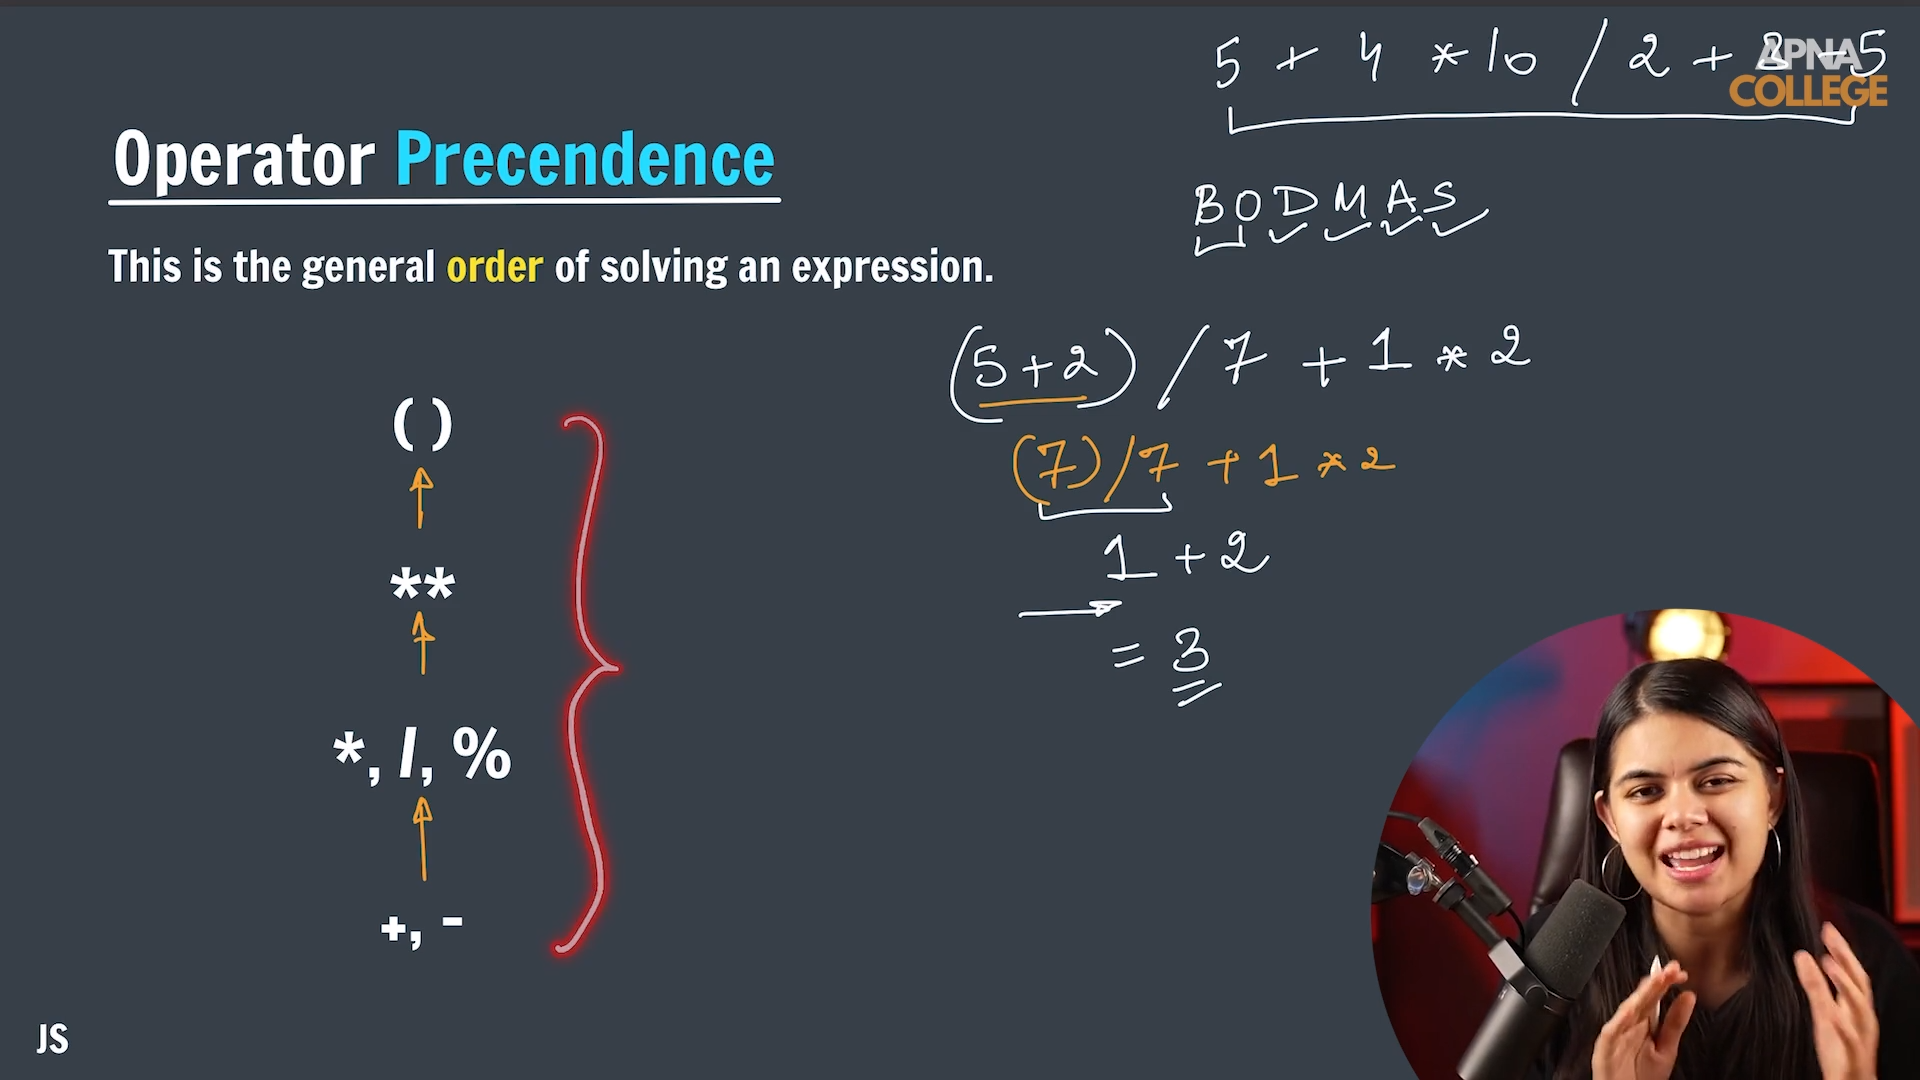 5 + 4 * 10 / 2 + 8 - 5
APNA
COLLEGE
Operator Precendence
BODMAS
This is the general order of solving an expression.
(5+2) / 7 + 1 * 2
( )
(7) / 7 + 1 * 2
1 + 2
**
= 3
*, /, %
+, -
JS